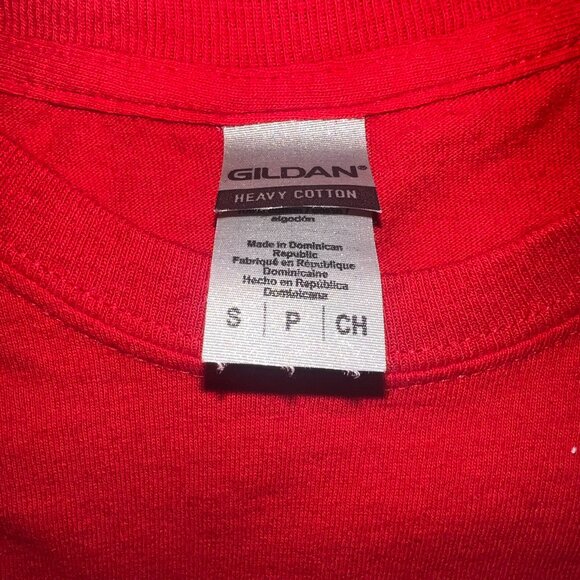 GILDAN®
HEAVY COTTON
algodón
Made in Dominican
Republic
Fabriqué en République
Dominicaine
Hecho en República
Dominicana
S | P | CH